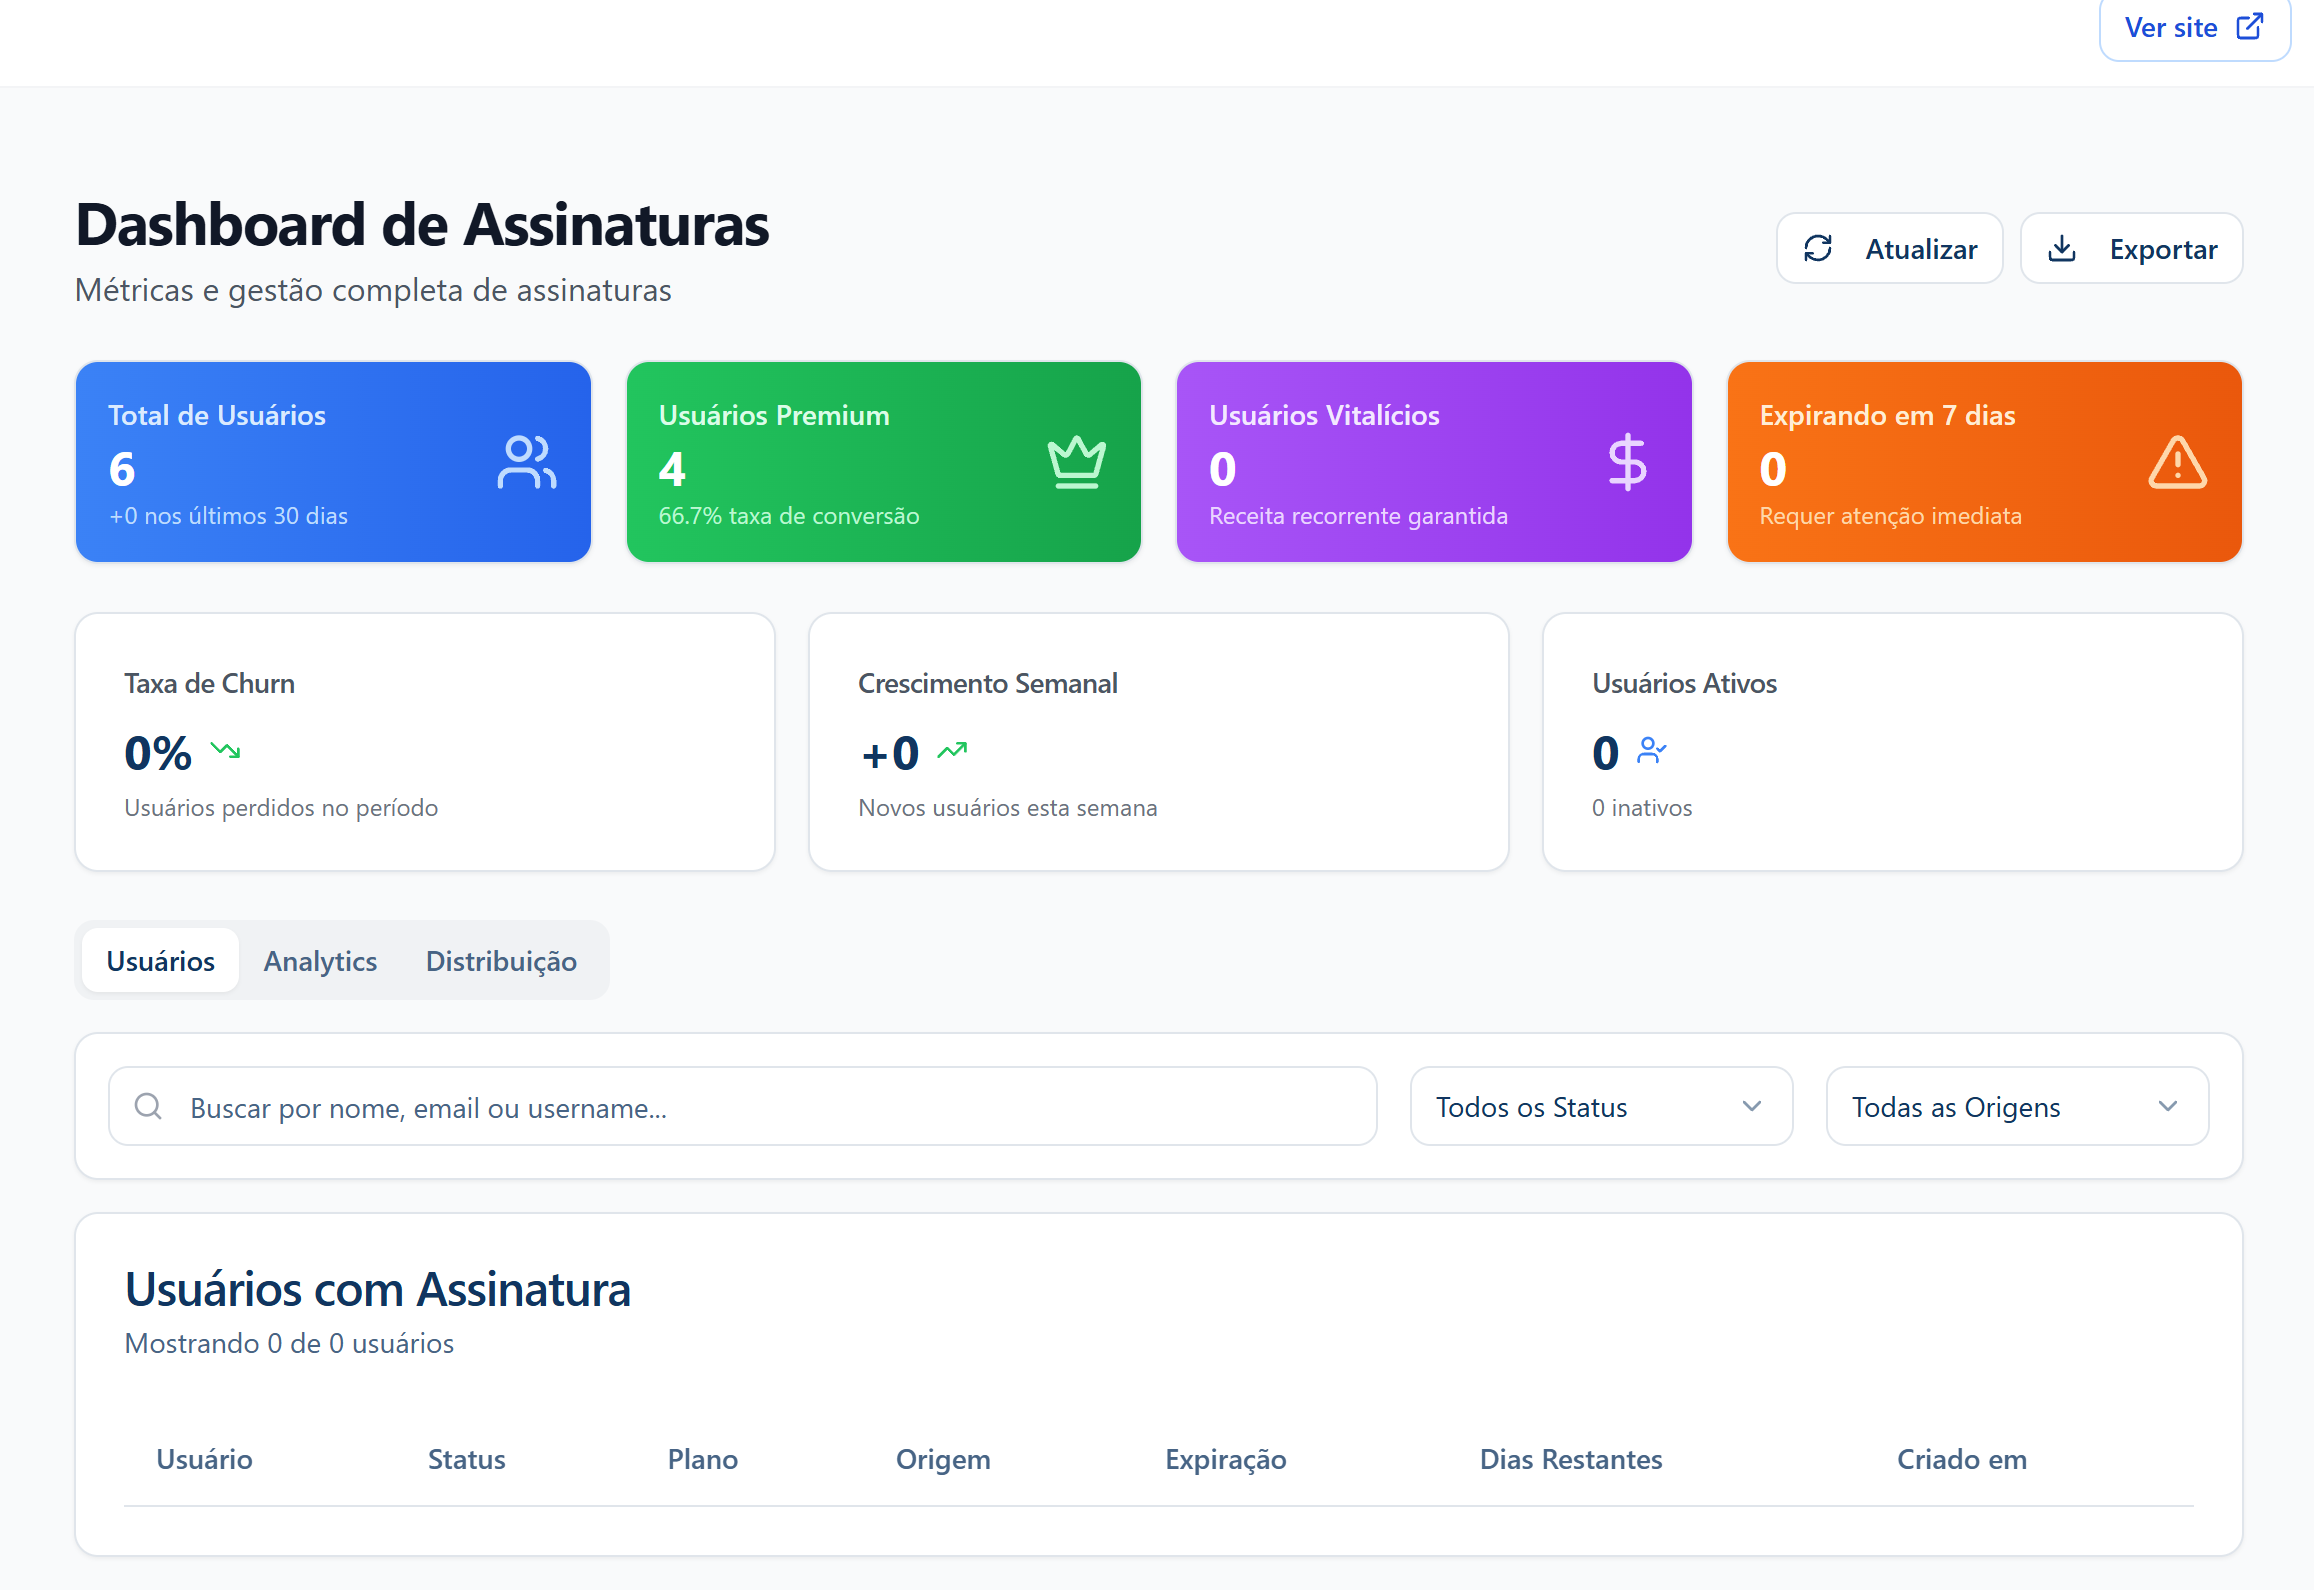 Ver site
Dashboard de Assinaturas
Métricas e gestão completa de assinaturas
Atualizar
Exportar
Total de Usuários
6
+0 nos últimos 30 dias
Usuários Premium
4
66.7% taxa de conversão
Usuários Vitalícios
0
Receita recorrente garantida
Expirando em 7 dias
0
Requer atenção imediata
Taxa de Churn
0%
Usuários perdidos no período
Crescimento Semanal
+0
Novos usuários esta semana
Usuários Ativos
0
0 inativos
Usuários Analytics Distribuição
Buscar por nome, email ou username...
Todos os Status
Todas as Origens
Usuários com Assinatura
Mostrando 0 de 0 usuários
Usuário Status Plano Origem Expiração Dias Restantes Criado em